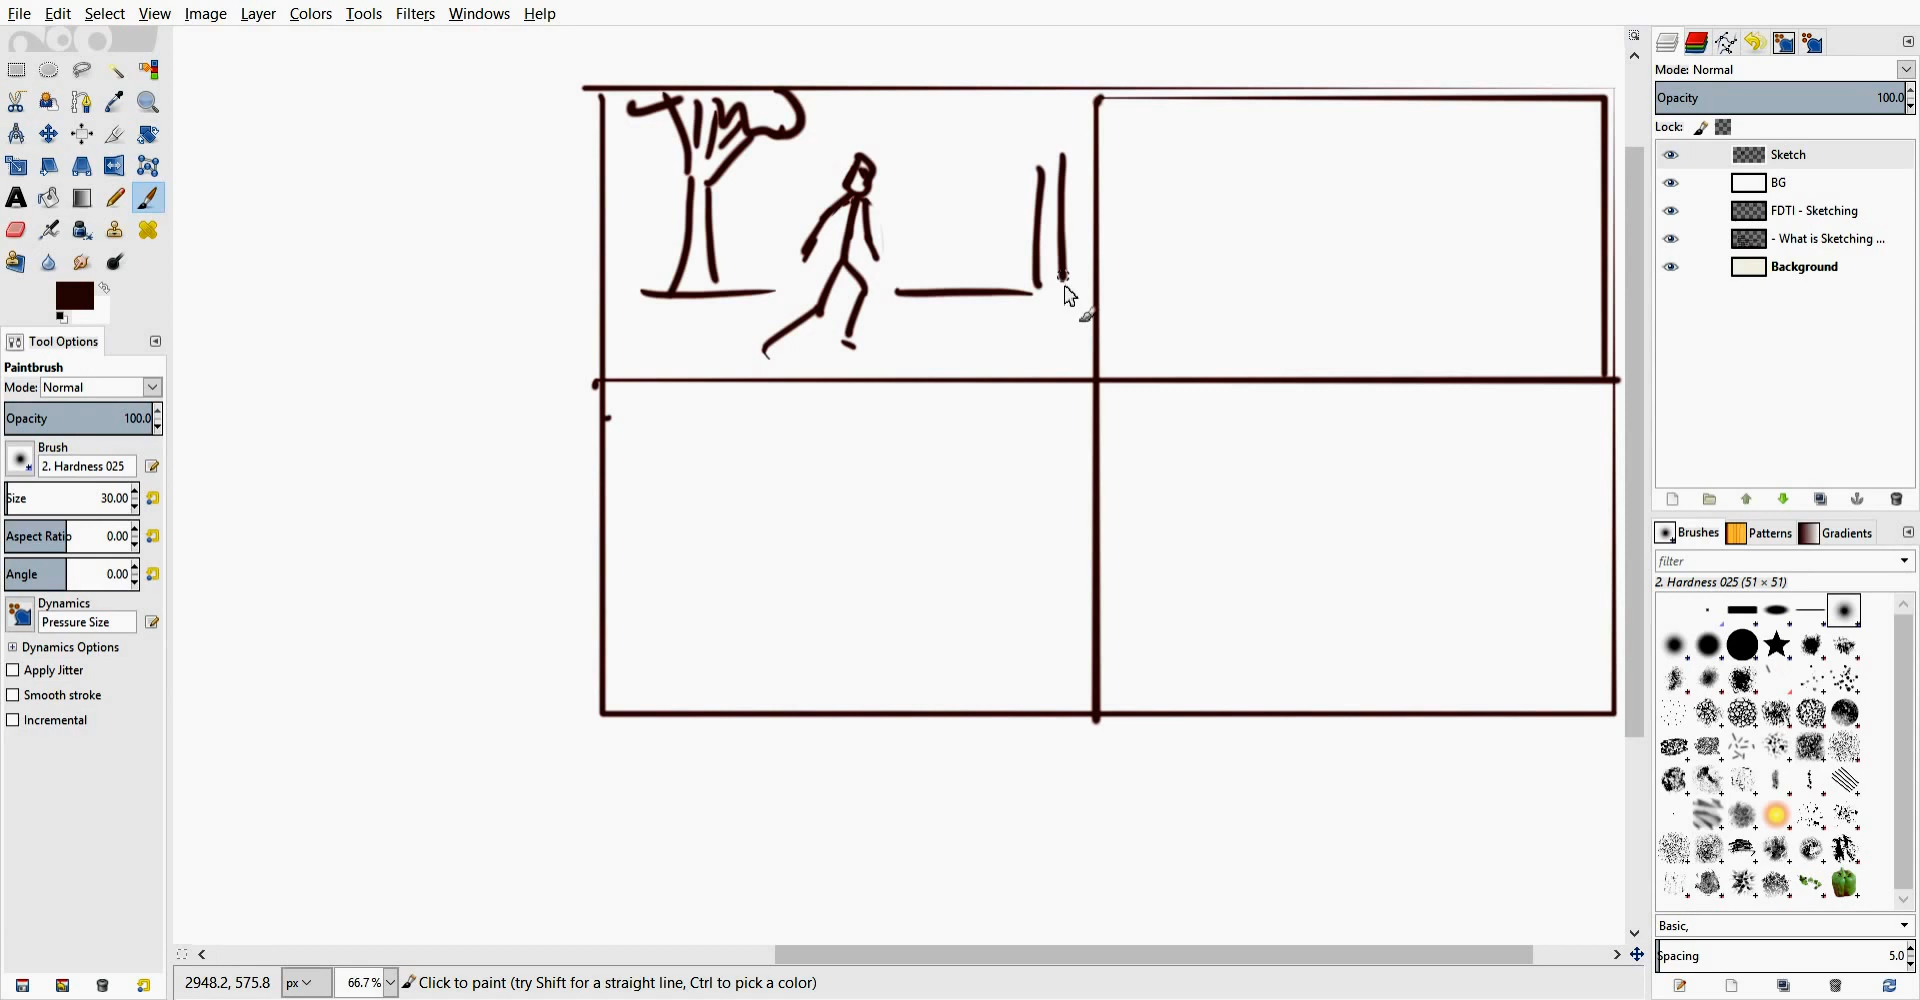 File Edit Select View Image Layer Colors Tools Filters Windows Help
Mode: Normal
Opacity 100.0
Lock:
Sketch
BG
FDTI - Sketching
- What is Sketching ...
Background
Tool Options
Paintbrush
Mode: Normal
Opacity 100.0
Brush
2. Hardness 025
Size 30.00
Aspect Ratio 0.00
Angle 0.00
Dynamics
Pressure Size
Dynamics Options
Apply Jitter
Smooth stroke
Incremental
Brushes Patterns Gradients
filter
2. Hardness 025 (51 × 51)
Basic,
Spacing 5.0
2948.2, 575.8 px 66.7% Click to paint (try Shift for a straight line, Ctrl to pick a color)